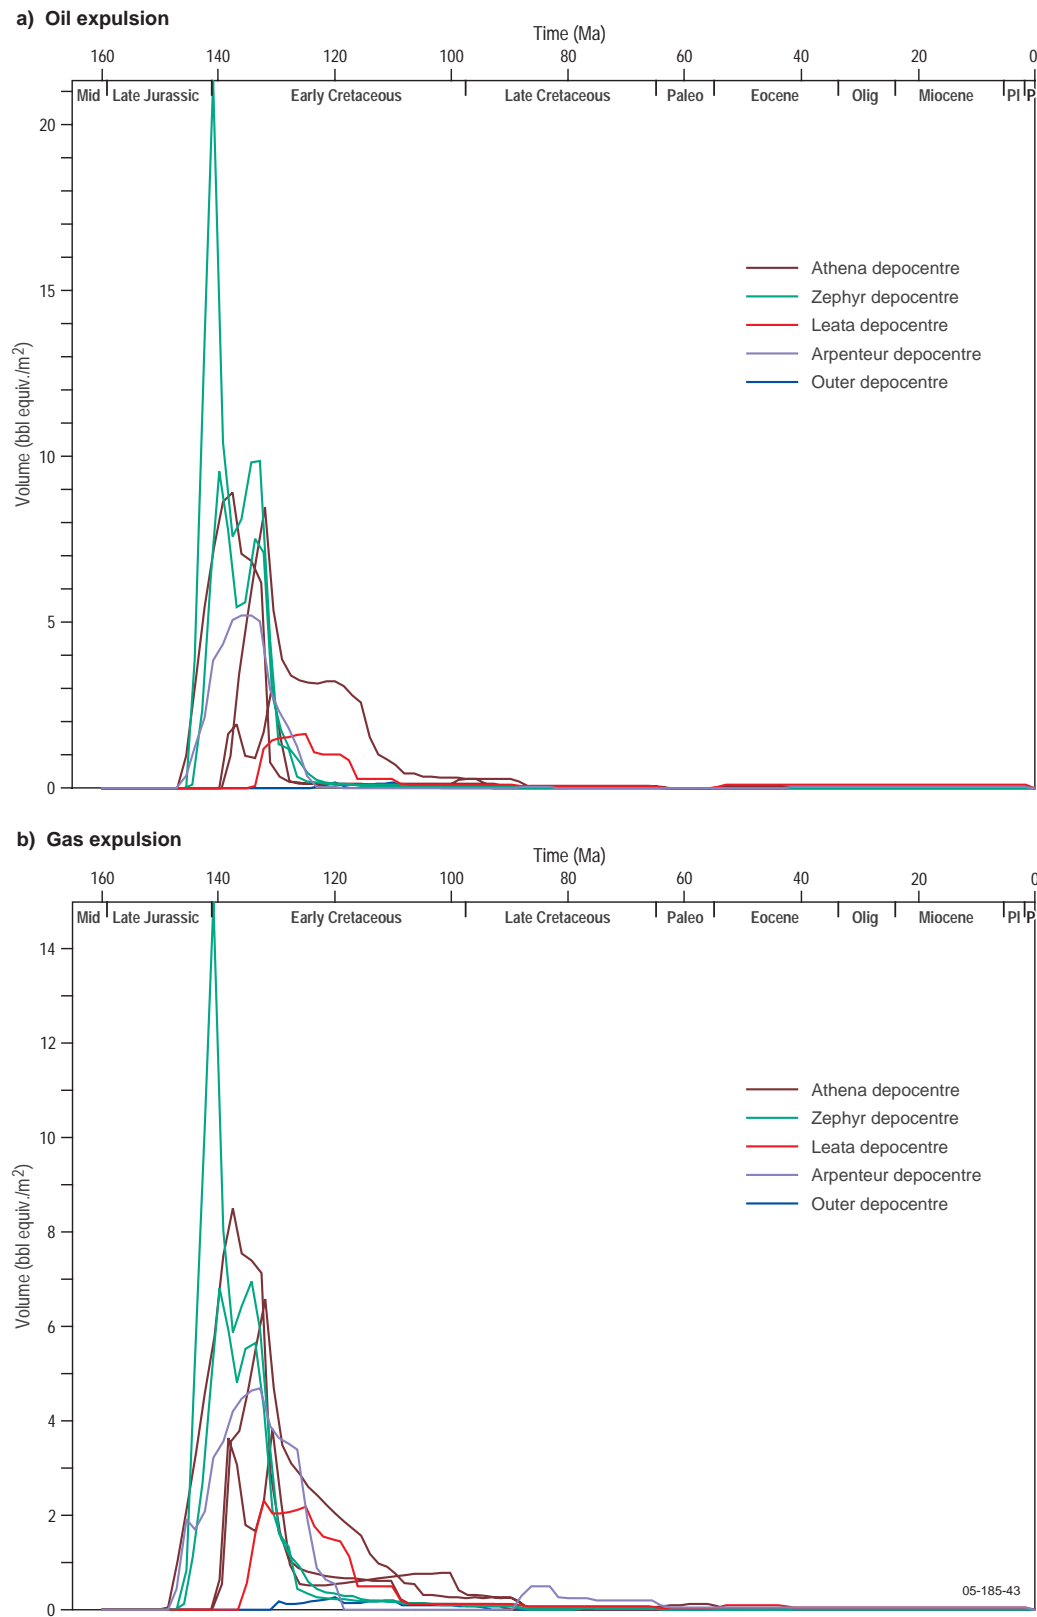 a) Oil expulsion
Time (Ma)
160 140 120 100 80 60 40 20 0
Mid Late Jurassic Early Cretaceous Late Cretaceous Paleo Eocene Olig Miocene Pl P
20
15
10
5
0
Volume (bbl equiv./m2)
Athena depocentre
Zephyr depocentre
Leata depocentre
Arpenteur depocentre
Outer depocentre
b) Gas expulsion
Time (Ma)
160 140 120 100 80 60 40 20 0
Mid Late Jurassic Early Cretaceous Late Cretaceous Paleo Eocene Olig Miocene Pl P
14
12
10
8
6
4
2
0
Volume (bbl equiv./m2)
Athena depocentre
Zephyr depocentre
Leata depocentre
Arpenteur depocentre
Outer depocentre
05-185-43